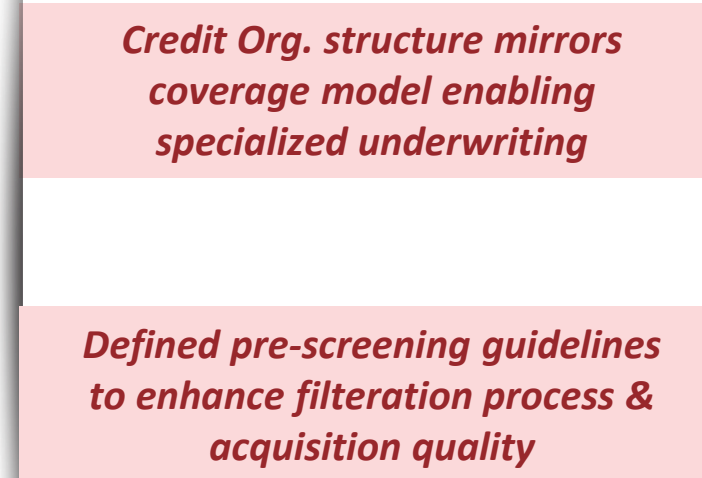 Credit Org. structure mirrors
coverage model enabling
specialized underwriting
Defined pre-screening guidelines
to enhance filteration process &
acquisition quality